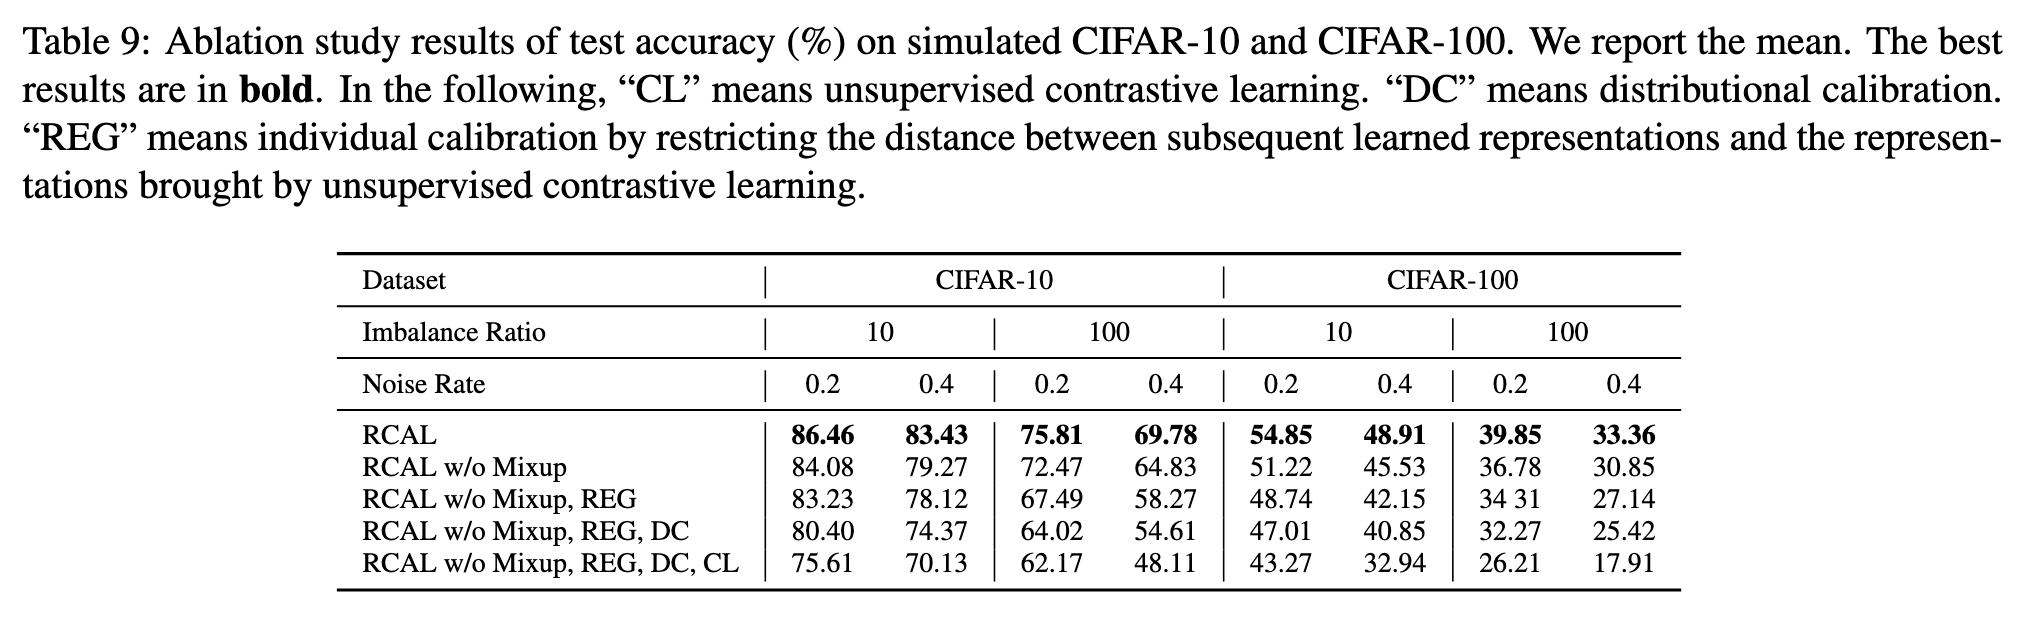 Table 9: Ablation study results of test accuracy (%) on simulated CIFAR-10 and CIFAR-100. We report the mean. The best
results are in bold. In the following, “CL” means unsupervised contrastive learning. “DC” means distributional calibration.
“REG” means individual calibration by restricting the distance between subsequent learned representations and the represen-
tations brought by unsupervised contrastive learning.
Dataset CIFAR-10 CIFAR-100
Imbalance Ratio 10 100 10 100
Noise Rate 0.2 0.4 0.2 0.4 0.2 0.4 0.2 0.4
RCAL 86.46 83.43 75.81 69.78 54.85 48.91 39.85 33.36
RCAL w/o Mixup 84.08 79.27 72.47 64.83 51.22 45.53 36.78 30.85
RCAL w/o Mixup, REG 83.23 78.12 67.49 58.27 48.74 42.15 34 31 27.14
RCAL w/o Mixup, REG, DC 80.40 74.37 64.02 54.61 47.01 40.85 32.27 25.42
RCAL w/o Mixup, REG, DC, CL 75.61 70.13 62.17 48.11 43.27 32.94 26.21 17.91